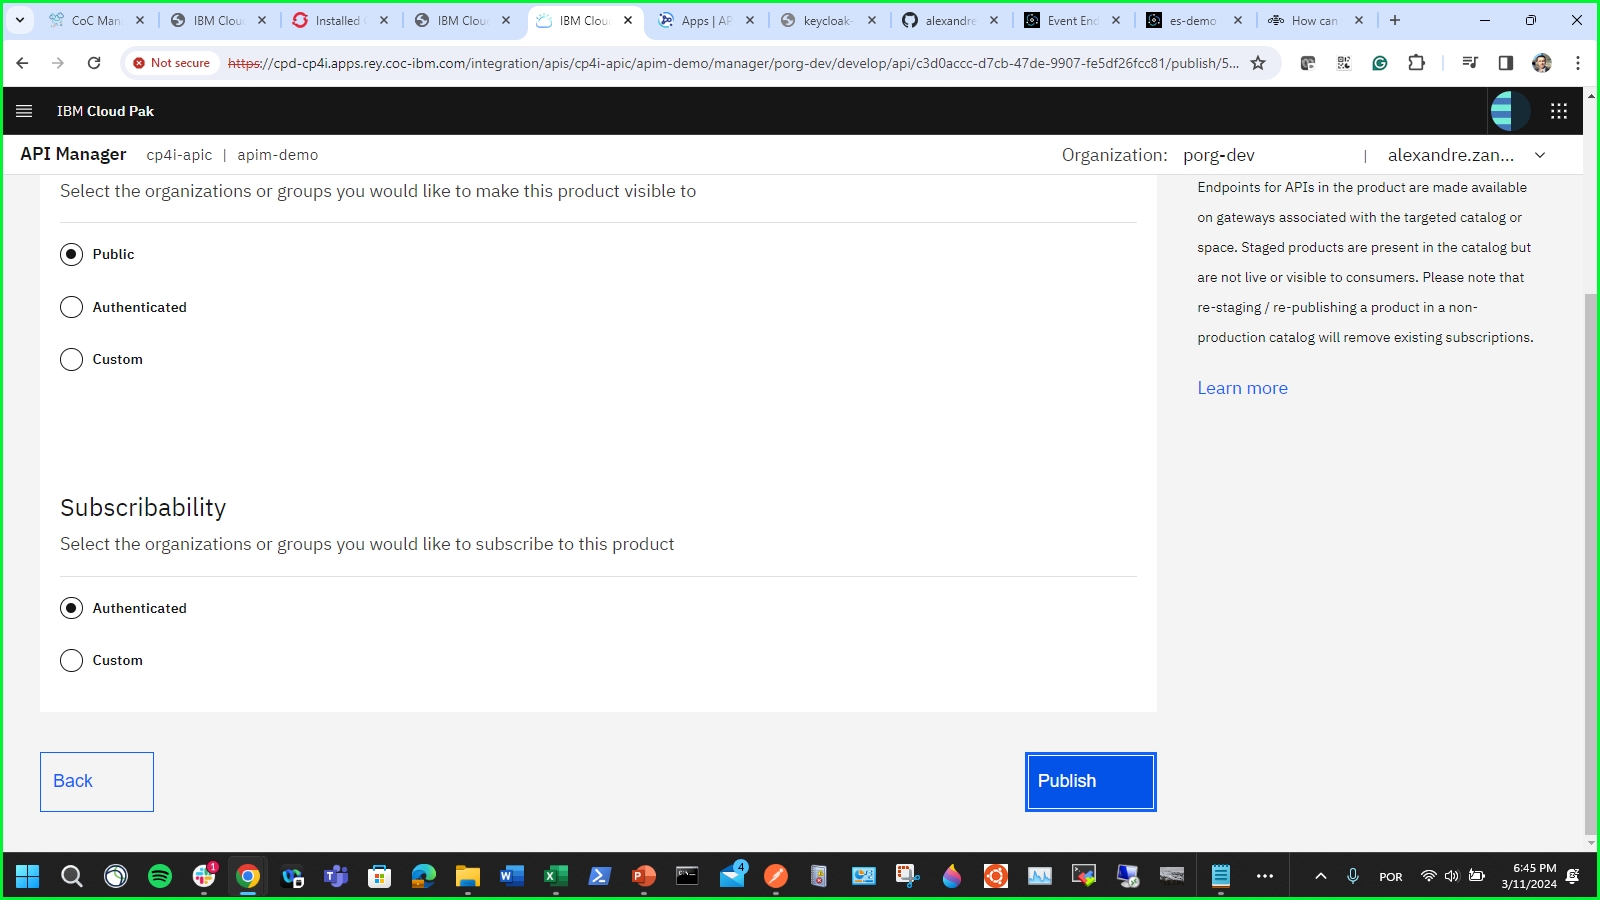 CoC Man
IBM Clou
Installed
IBM Clou
IBM Clou
Apps | AP
keycloak-
alexandre
Event End
es-demo
How can
Not secure
https://cpd-cp4i.apps.rey.coc-ibm.com/integration/apis/cp4i-apic/apim-demo/manager/porg-dev/develop/api/c3d0accc-d7cb-47de-9907-fe5df26fcc81/publish/5...
IBM Cloud Pak
API Manager cp4i-apic | apim-demo
Organization: porg-dev | alexandre.zan...
Select the organizations or groups you would like to make this product visible to
Public
Authenticated
Custom
Subscribability
Select the organizations or groups you would like to subscribe to this product
Authenticated
Custom
Back
Publish
Endpoints for APIs in the product are made available
on gateways associated with the targeted catalog or
space. Staged products are present in the catalog but
are not live or visible to consumers. Please note that
re-staging / re-publishing a product in a non-
production catalog will remove existing subscriptions.
Learn more
1
4
POR
6:45 PM
3/11/2024